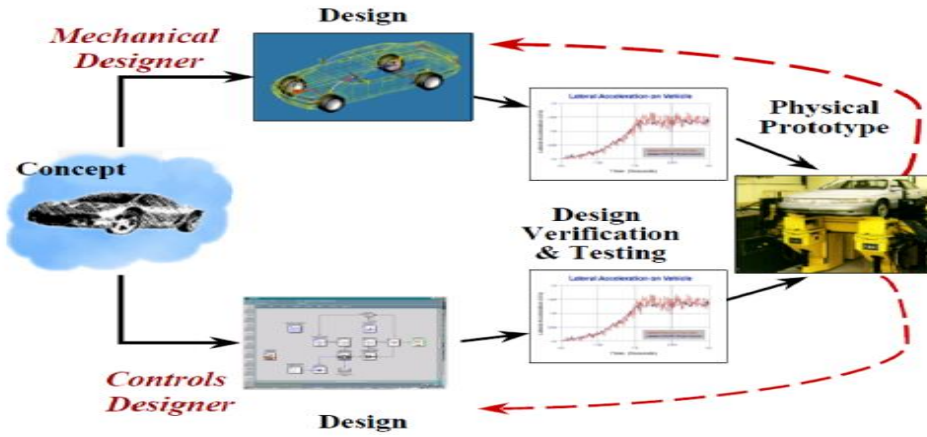 Design
Mechanical
Designer
Lateral Acceleration on Vehicle
Physical
Prototype
Concept
Design
Verification
& Testing
Lateral Acceleration on Vehicle
Controls
Designer
Design